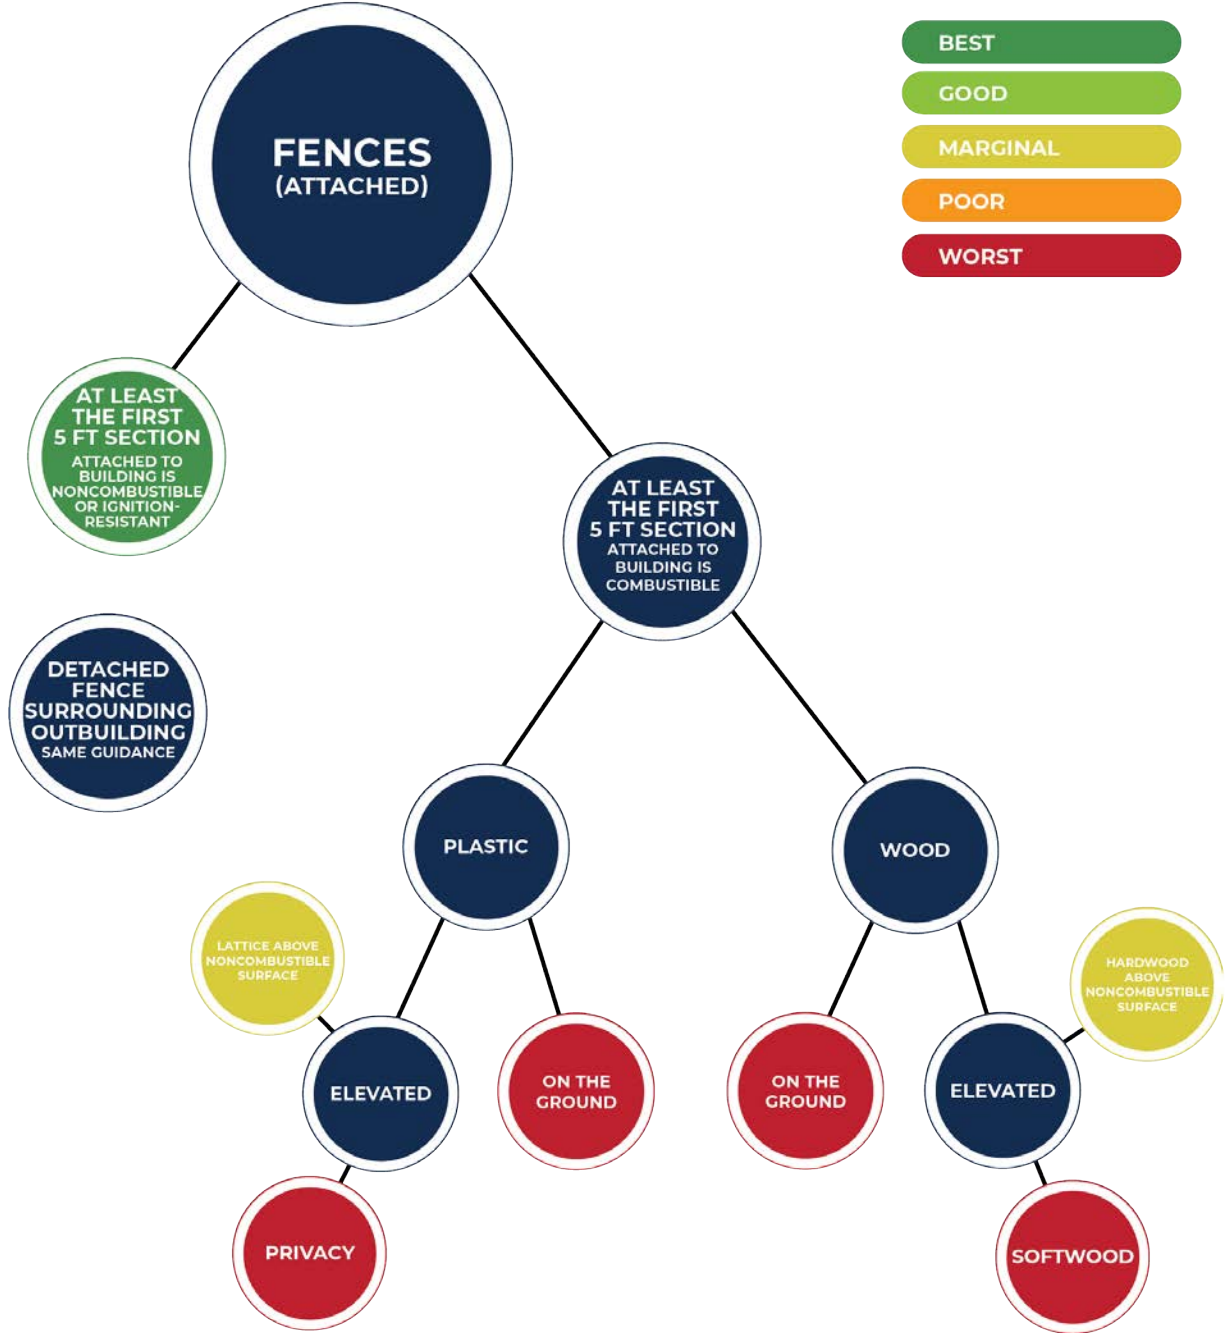 FENCES
(ATTACHED)
BEST
GOOD
MARGINAL
POOR
WORST
AT LEAST
THE FIRST
5 FT SECTION
ATTACHED TO
BUILDING IS
NONCOMBUSTIBLE
OR IGNITION-
RESISTANT
AT LEAST
THE FIRST
5 FT SECTION
ATTACHED TO
BUILDING IS
COMBUSTIBLE
DETACHED
FENCE
SURROUNDING
OUTBUILDING
SAME GUIDANCE
PLASTIC
WOOD
LATTICE ABOVE
NONCOMBUSTIBLE
SURFACE
HARDWOOD
ABOVE
NONCOMBUSTIBLE
SURFACE
ELEVATED
ON THE
GROUND
ON THE
GROUND
ELEVATED
PRIVACY
SOFTWOOD